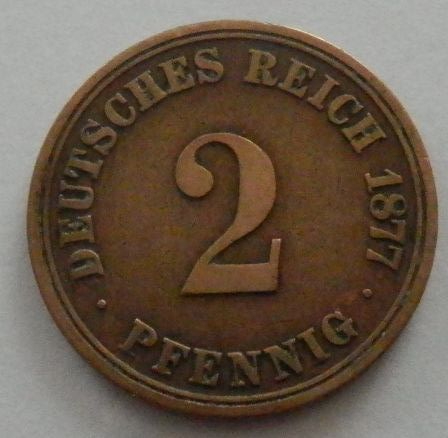 DEUTSCHES REICH 1877
2
· PFENNIG ·